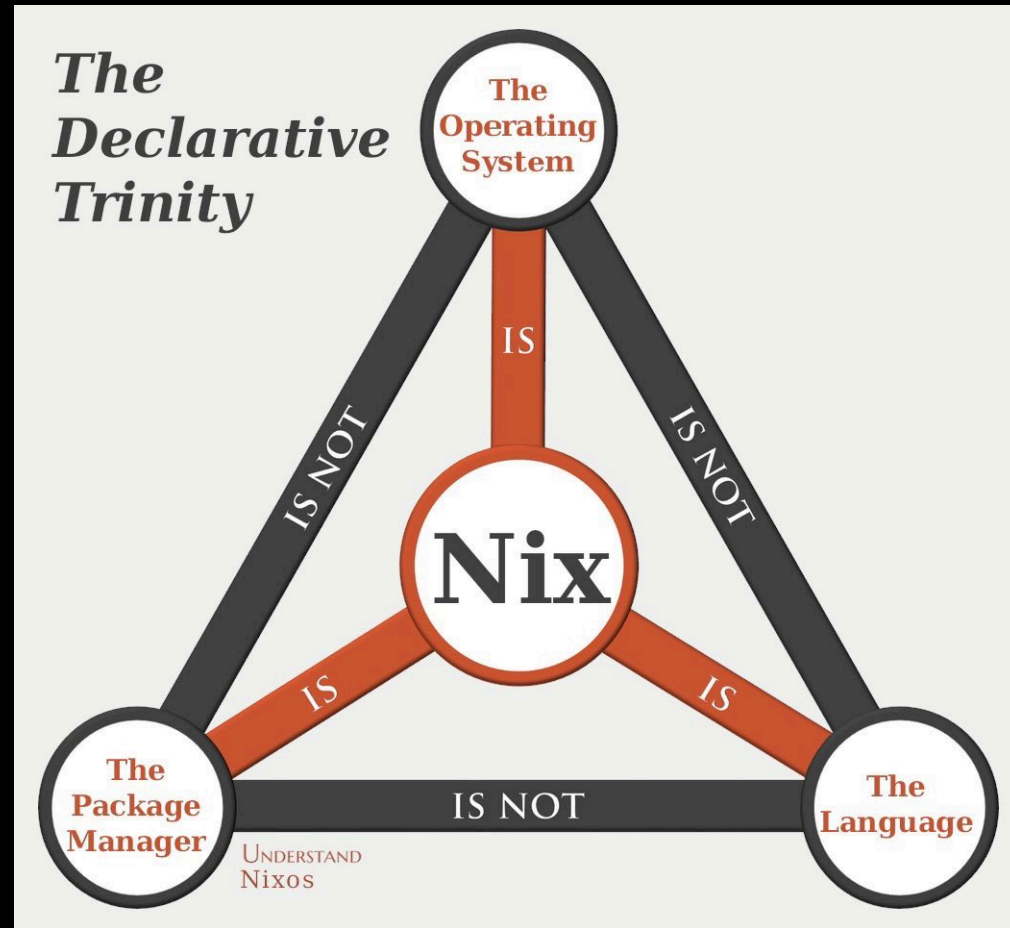 The
Declarative
Trinity
The
Operating
System
IS
IS NOT
IS NOT
Nix
IS
IS
The
Package
Manager
IS NOT
The
Language
UNDERSTAND
Nixos